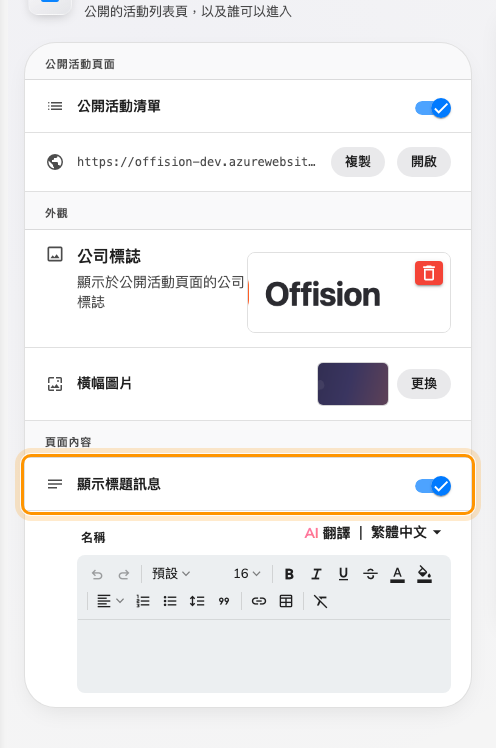 公開的活動列表頁，以及誰可以進入
公開活動頁面
公開活動清單
https://offision-dev.azurewebsit…
複製
開啟
外觀
公司標誌
顯示於公開活動頁面的公司
標誌
Offision
橫幅圖片
更換
頁面內容
顯示標題訊息
名稱
AI 翻譯 | 繁體中文
預設
16
B I U S A